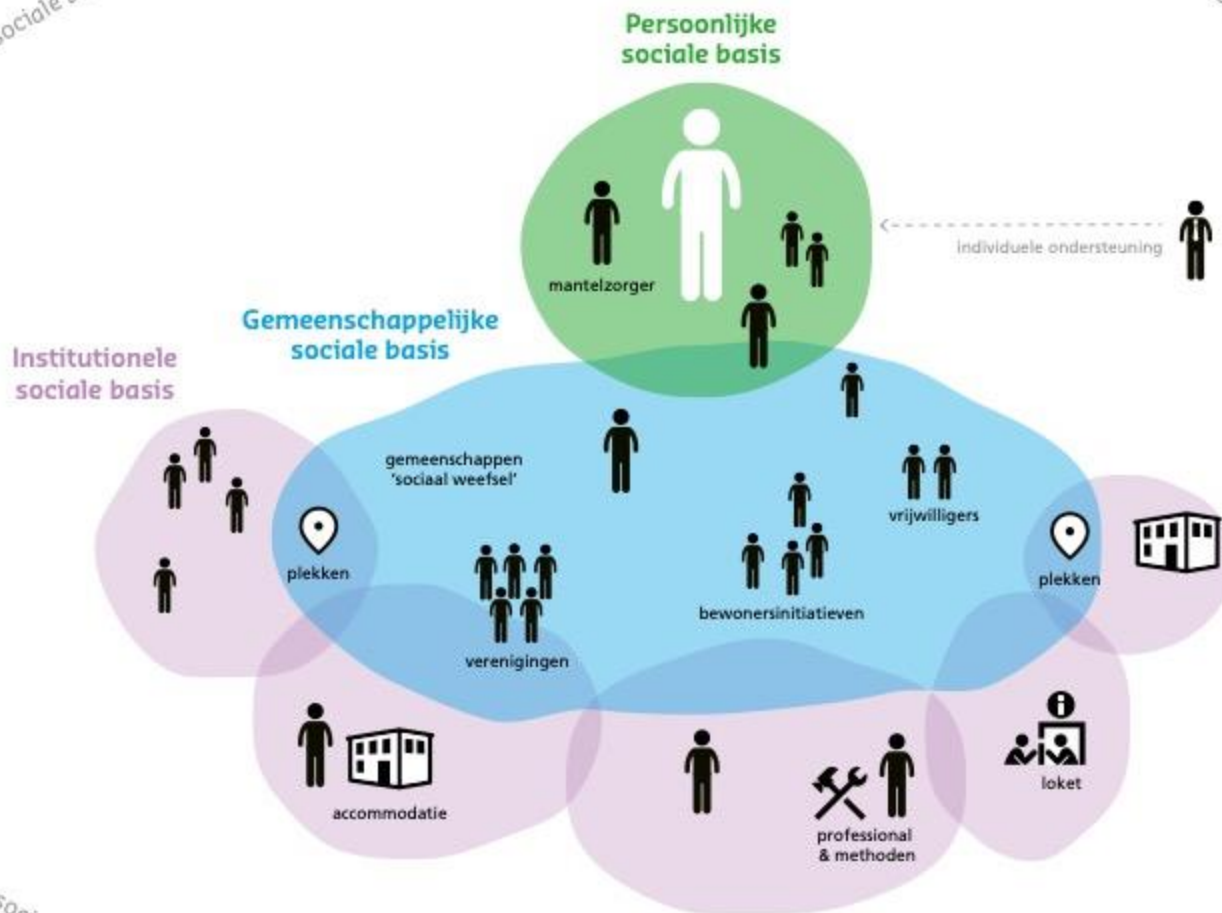 sociale
Persoonlijke
sociale basis
mantelzorger
individuele ondersteuning
Gemeenschappelijke
sociale basis
Institutionele
sociale basis
gemeenschappen
'sociaal weefsel'
vrijwilligers
plekken
plekken
bewonersinitiatieven
verenigingen
accommodatie
loket
professional
& methoden